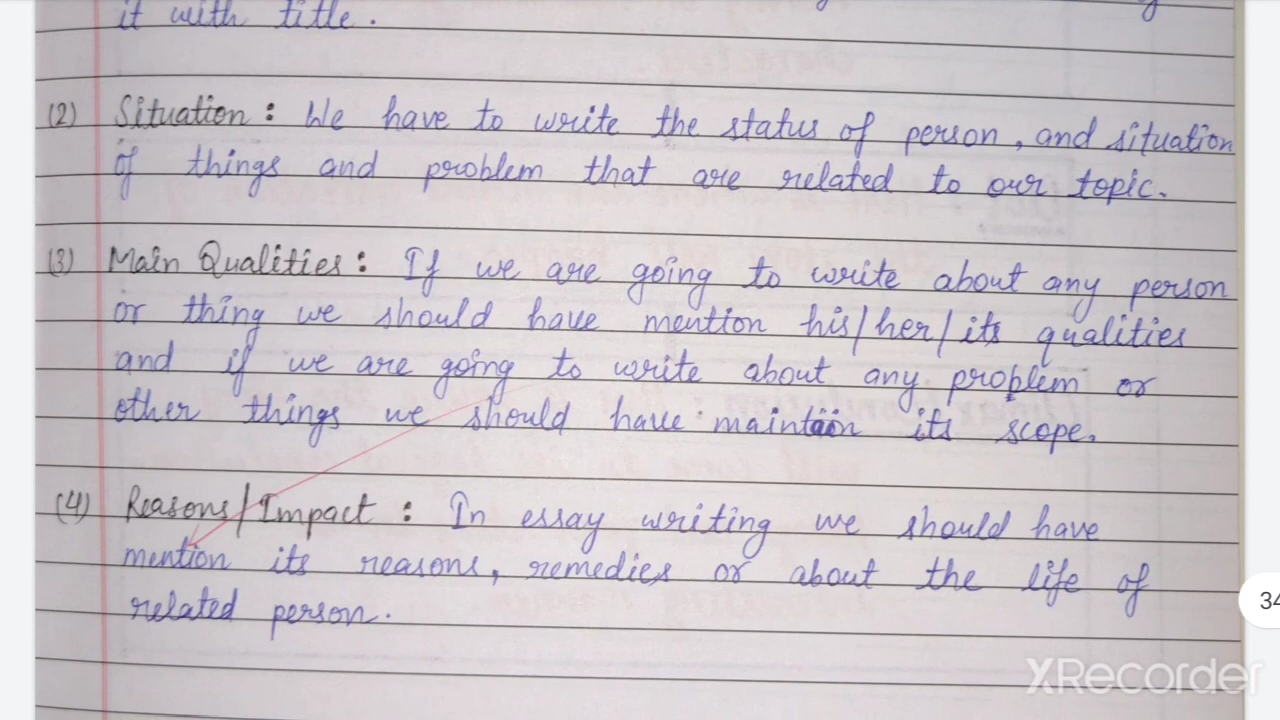 it with title.
(2) Situation : We have to write the status of person, and situation
of things and problem that are related to our topic.
(3) Main Qualities : If we are going to write about any person
or thing we should have mention his/her/its qualities
and if we are going to write about any problem or
other things we should have maintain its scope.
(4) Reasons/Impact : In essay writing we should have
mention its reasons, remedies or about the life of
related person.
34
XRecorder